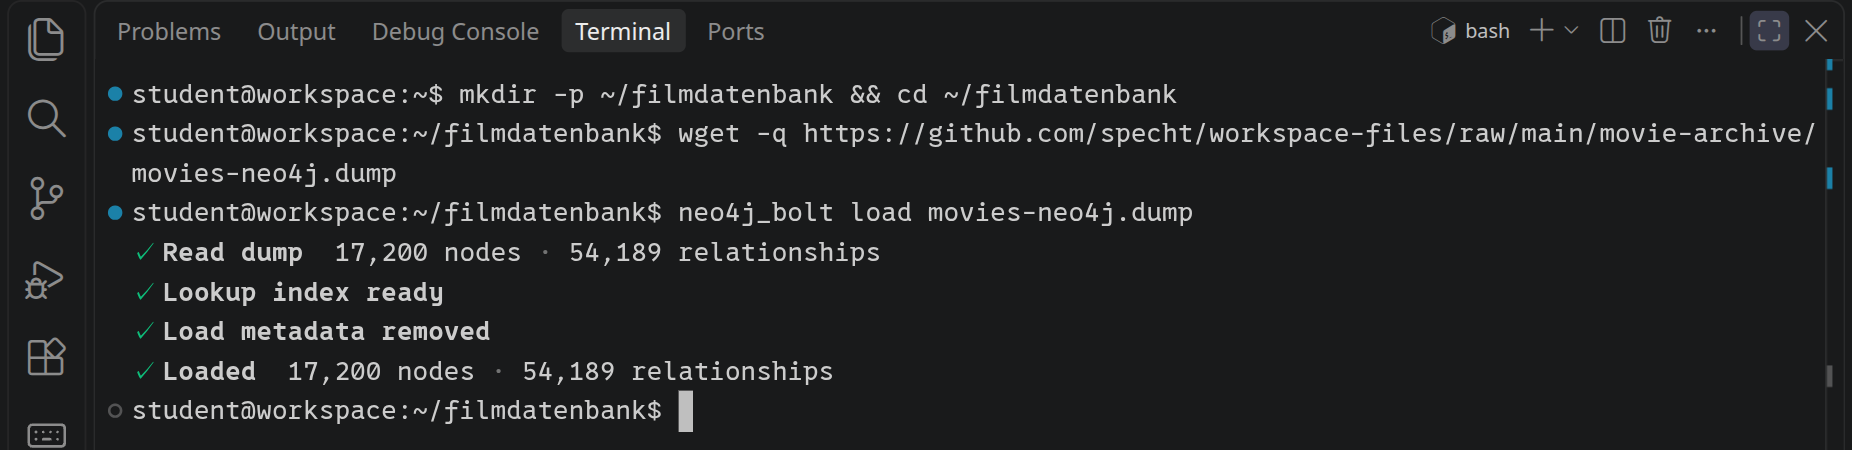 Problems Output Debug Console Terminal Ports bash
student@workspace:~$ mkdir -p ~/filmdatenbank && cd ~/filmdatenbank
student@workspace:~/filmdatenbank$ wget -q https://github.com/specht/workspace-files/raw/main/movie-archive/
movies-neo4j.dump
student@workspace:~/filmdatenbank$ neo4j_bolt load movies-neo4j.dump
✓ Read dump  17,200 nodes · 54,189 relationships
✓ Lookup index ready
✓ Load metadata removed
✓ Loaded  17,200 nodes · 54,189 relationships
student@workspace:~/filmdatenbank$